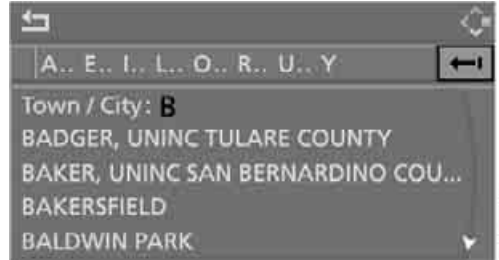 A.. E.. I.. L.. O.. R.. U.. Y
Town / City: B
BADGER, UNINC TULARE COUNTY
BAKER, UNINC SAN BERNARDINO COU...
BAKERSFIELD
BALDWIN PARK